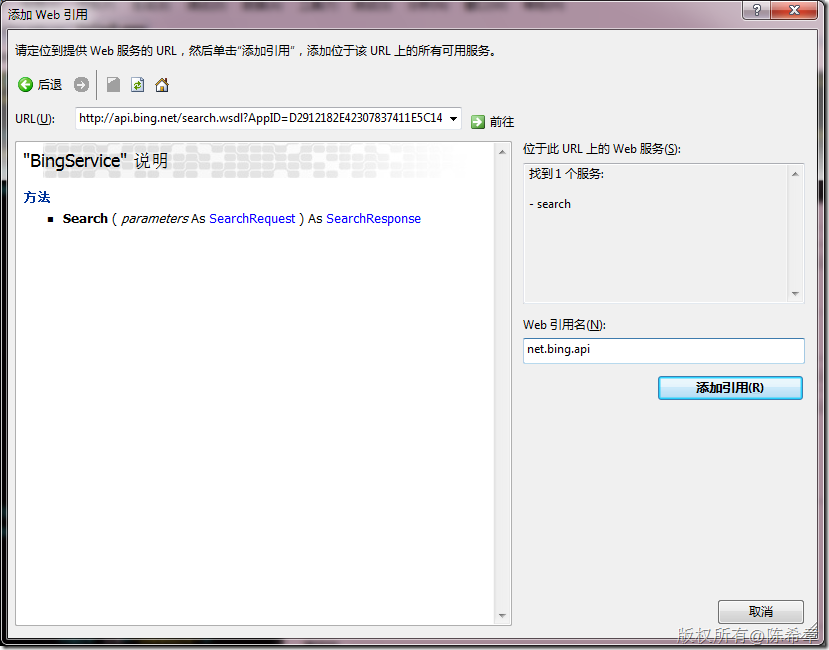 添加 Web 引用
请定位到提供 Web 服务的 URL，然后单击“添加引用”，添加位于该 URL 上的所有可用服务。
后退
URL(U):
http://api.bing.net/search.wsdl?AppID=D2912182E42307837411E5C14
前往
"BingService" 说明
方法
Search ( parameters As SearchRequest ) As SearchResponse
位于此 URL 上的 Web 服务(S):
找到 1 个服务:
- search
Web 引用名(N):
net.bing.api
添加引用(R)
取消
版权所有@陈希章